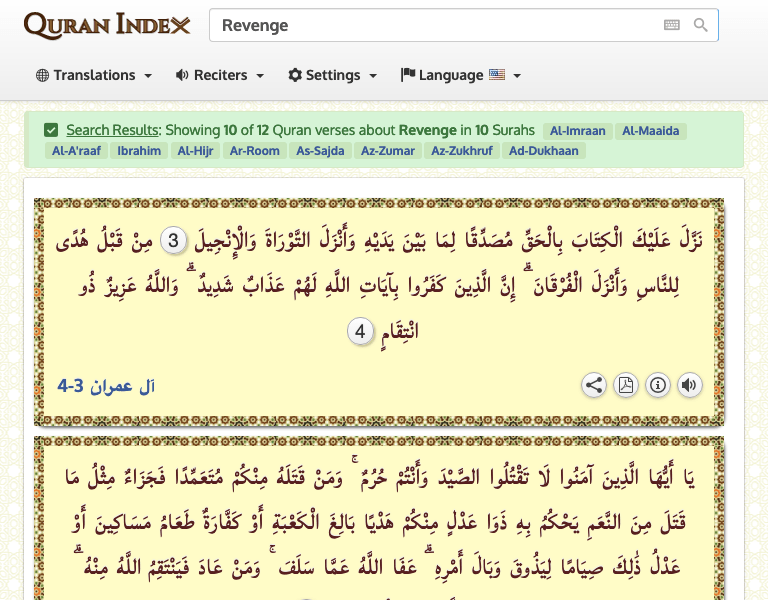 Quran Index
Revenge
Translations Reciters Settings Language
Search Results: Showing 10 of 12 Quran verses about Revenge in 10 Surahs Al-Imraan Al-Maaida
Al-A'raaf Ibrahim Al-Hijr Ar-Room As-Sajda Az-Zumar Az-Zukhruf Ad-Dukhaan
نَزَّلَ عَلَيْكَ الْكِتَابَ بِالْحَقِّ مُصَدِّقًا لِمَا بَيْنَ يَدَيْهِ وَأَنْزَلَ التَّوْرَاةَ وَالْإِنْجِيلَ 3 مِنْ قَبْلُ هُدًى
لِلنَّاسِ وَأَنْزَلَ الْفُرْقَانَ ۗ إِنَّ الَّذِينَ كَفَرُوا بِآيَاتِ اللَّهِ لَهُمْ عَذَابٌ شَدِيدٌ ۗ وَاللَّهُ عَزِيزٌ ذُو
انْتِقَامٍ 4
آل عمران 3-4
يَا أَيُّهَا الَّذِينَ آمَنُوا لَا تَقْتُلُوا الصَّيْدَ وَأَنْتُمْ حُرُمٌ ۚ وَمَنْ قَتَلَهُ مِنْكُمْ مُتَعَمِّدًا فَجَزَاءٌ مِثْلُ مَا
قَتَلَ مِنَ النَّعَمِ يَحْكُمُ بِهِ ذَوَا عَدْلٍ مِنْكُمْ هَدْيًا بَالِغَ الْكَعْبَةِ أَوْ كَفَّارَةٌ طَعَامُ مَسَاكِينَ أَوْ
عَدْلُ ذَٰلِكَ صِيَامًا لِيَذُوقَ وَبَالَ أَمْرِهِ ۗ عَفَا اللَّهُ عَمَّا سَلَفَ ۚ وَمَنْ عَادَ فَيَنْتَقِمُ اللَّهُ مِنْهُ ۗ